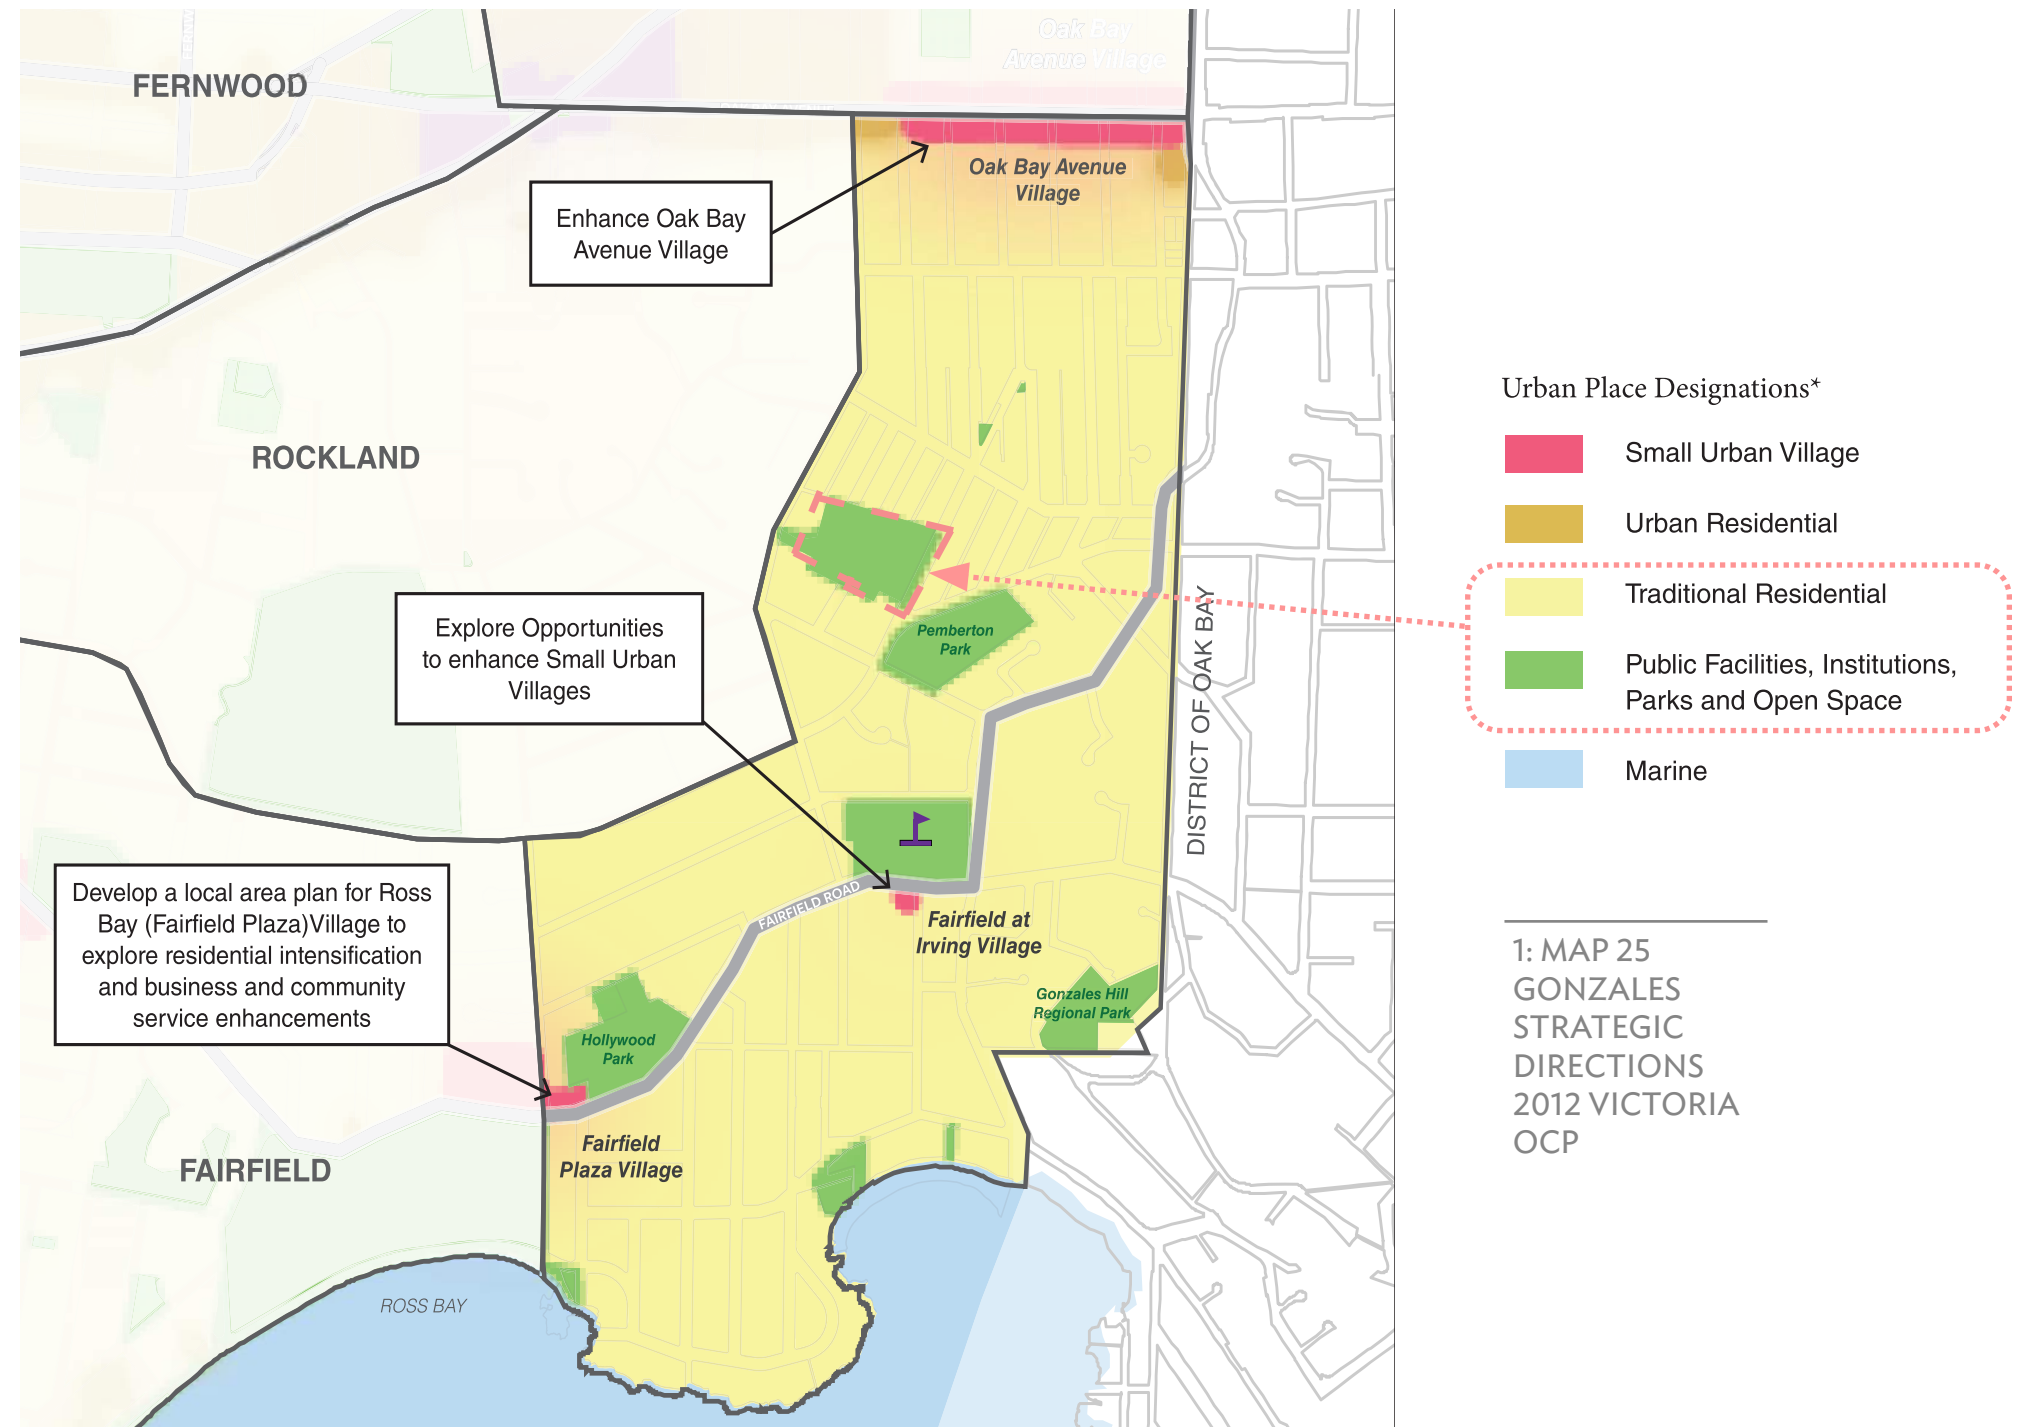 Oak Bay
Avenue Village
FERNWOOD
Oak Bay Avenue
Village
Enhance Oak Bay
Avenue Village
ROCKLAND
Urban Place Designations*
Small Urban Village
Urban Residential
Traditional Residential
Public Facilities, Institutions,
Parks and Open Space
Marine
Explore Opportunities
to enhance Small Urban
Villages
Pemberton
Park
DISTRICT OF OAK BAY
Develop a local area plan for Ross
Bay (Fairfield Plaza)Village to
explore residential intensification
and business and community
service enhancements
FAIRFIELD ROAD
Fairfield at
Irving Village
Gonzales Hill
Regional Park
Hollywood
Park
1: MAP 25
GONZALES
STRATEGIC
DIRECTIONS
2012 VICTORIA
OCP
Fairfield
Plaza Village
FAIRFIELD
ROSS BAY